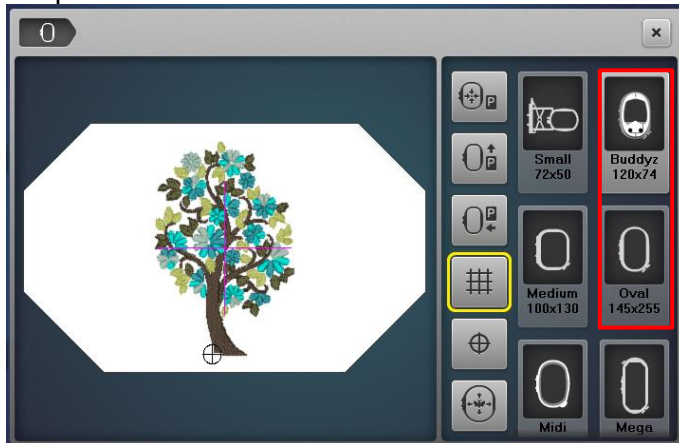 P
P
P
Small
72x50
Buddyz
120x74
Medium
100x130
Oval
145x255
Midi
Mega